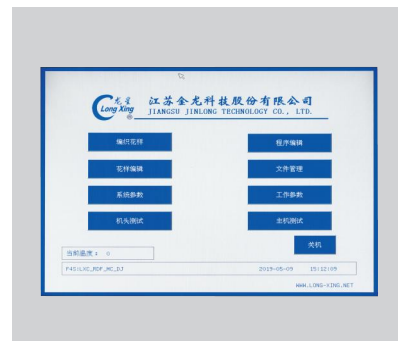 龙星
Long Xing
®
江苏金龙科技股份有限公司
JIANGSU JINLONG TECHNOLOGY CO., LTD.
编织花样 程序编辑
花样编辑 文件管理
系统参数 工作参数
机头测试 主机测试
关机
当前温度： 0
2019-05-09 15:12:09
WWW.LONG-XING.NET